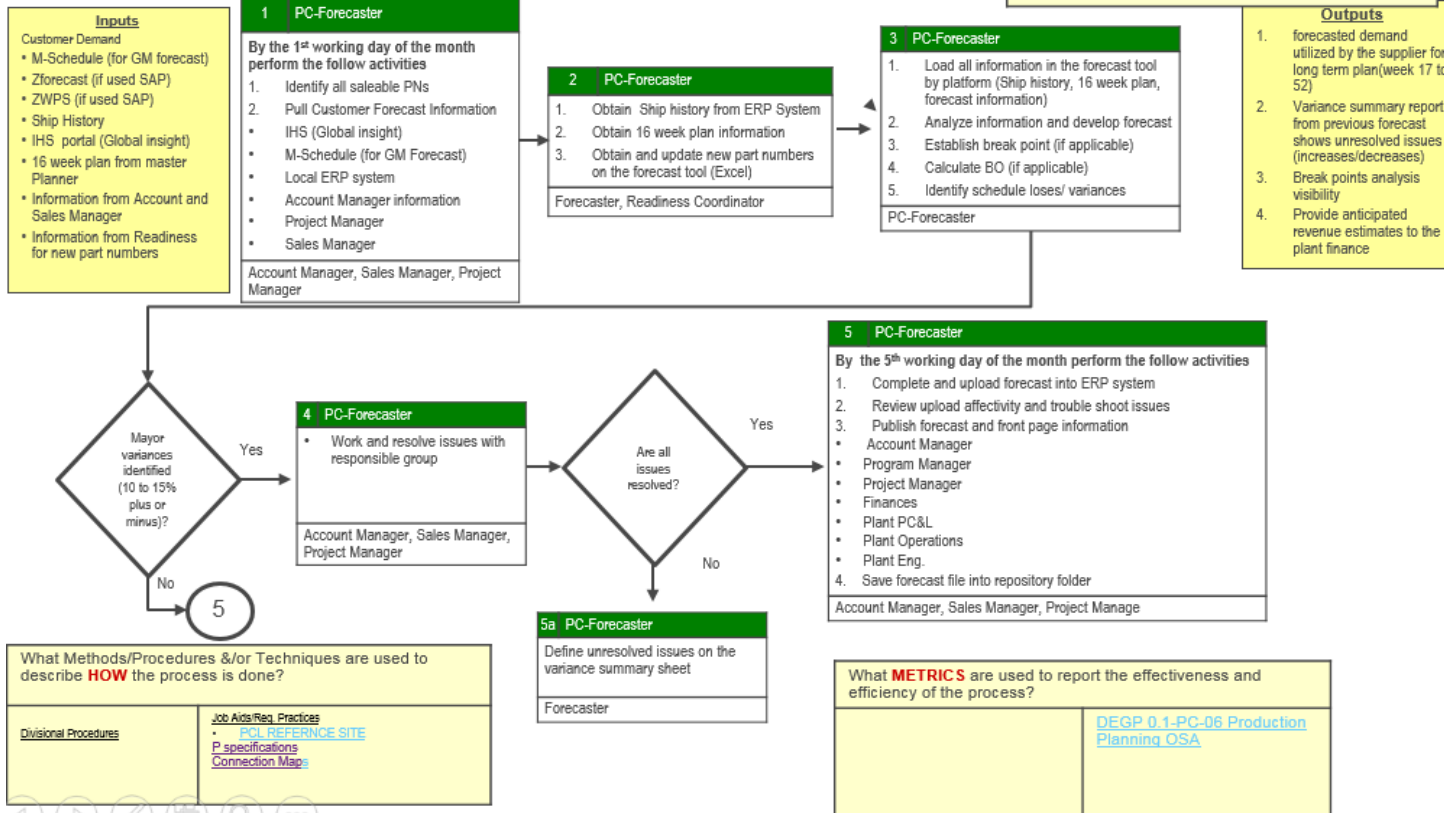 Inputs
Customer Demand
• M-Schedule (for GM forecast)
• Zforecast (if used SAP)
• ZWPS (if used SAP)
• Ship History
• IHS portal (Global insight)
• 16 week plan from master
Planner
• Information from Account and
Sales Manager
• Information from Readiness
for new part numbers
1 PC-Forecaster
By the 1st working day of the month
perform the follow activities
1. Identify all saleable PNs
2. Pull Customer Forecast Information
• IHS (Global insight)
• M-Schedule (for GM Forecast)
• Local ERP system
• Account Manager information
• Project Manager
• Sales Manager
Account Manager, Sales Manager, Project
Manager
2 PC-Forecaster
1. Obtain Ship history from ERP System
2. Obtain 16 week plan information
3. Obtain and update new part numbers
on the forecast tool (Excel)
Forecaster, Readiness Coordinator
3 PC-Forecaster
1. Load all information in the forecast tool
by platform (Ship history, 16 week plan,
forecast information)
2. Analyze information and develop forecast
3. Establish break point (if applicable)
4. Calculate BO (if applicable)
5. Identify schedule loses/ variances
PC-Forecaster
Outputs
1. forecasted demand
utilized by the supplier for
long term plan(week 17 to
52)
2. Variance summary report
from previous forecast
shows unresolved issues
(increases/decreases)
3. Break points analysis
visibility
4. Provide anticipated
revenue estimates to the
plant finance
Mayor
variances
identified
(10 to 15%
plus or
minus)?
Yes
No
5
4 PC-Forecaster
• Work and resolve issues with
responsible group
Account Manager, Sales Manager,
Project Manager
Are all
issues
resolved?
Yes
No
5a PC-Forecaster
Define unresolved issues on the
variance summary sheet
Forecaster
5 PC-Forecaster
By the 5th working day of the month perform the follow activities
1. Complete and upload forecast into ERP system
2. Review upload affectivity and trouble shoot issues
3. Publish forecast and front page information
• Account Manager
• Program Manager
• Project Manager
• Finances
• Plant PC&L
• Plant Operations
• Plant Eng.
4. Save forecast file into repository folder
Account Manager, Sales Manager, Project Manage
What Methods/Procedures &/or Techniques are used to
describe HOW the process is done?
Divisional Procedures
Job Aids/Req. Practices
• PCL REFERNCE SITE
P specifications
Connection Maps
What METRICS are used to report the effectiveness and
efficiency of the process?
DEGP 0.1-PC-06 Production
Planning OSA